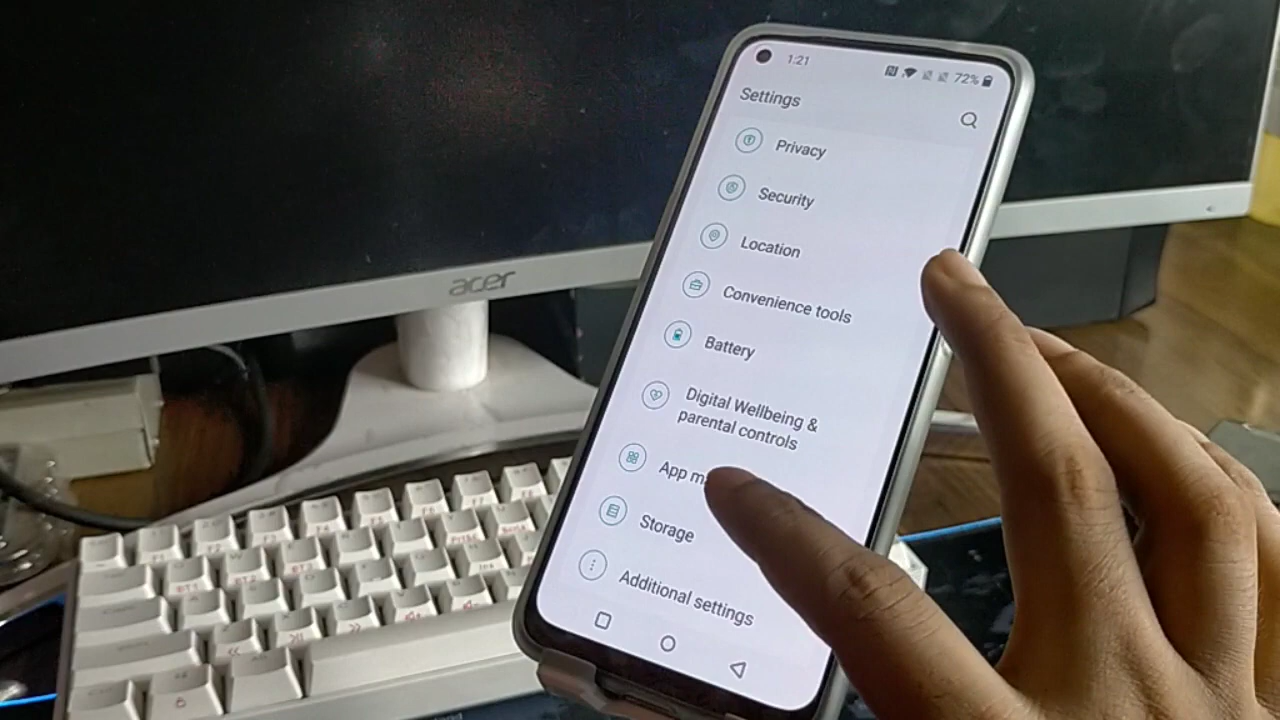 1:21
72%
Settings
Privacy
Security
Location
Convenience tools
Battery
Digital Wellbeing &
parental controls
App m
Storage
Additional settings
acer